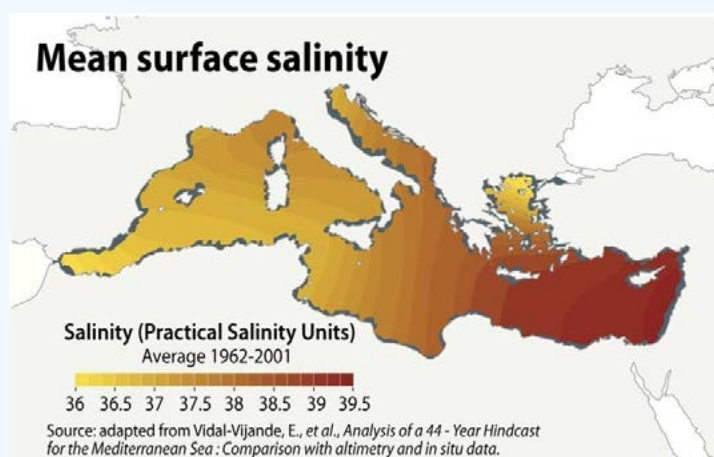 Mean surface salinity
Salinity (Practical Salinity Units)
Average 1962-2001
36 36.5 37 37.5 38 38.5 39 39.5
Source: adapted from Vidal-Vijande, E., et al., Analysis of a 44 - Year Hindcast
for the Mediterranean Sea : Comparison with altimetry and in situ data.